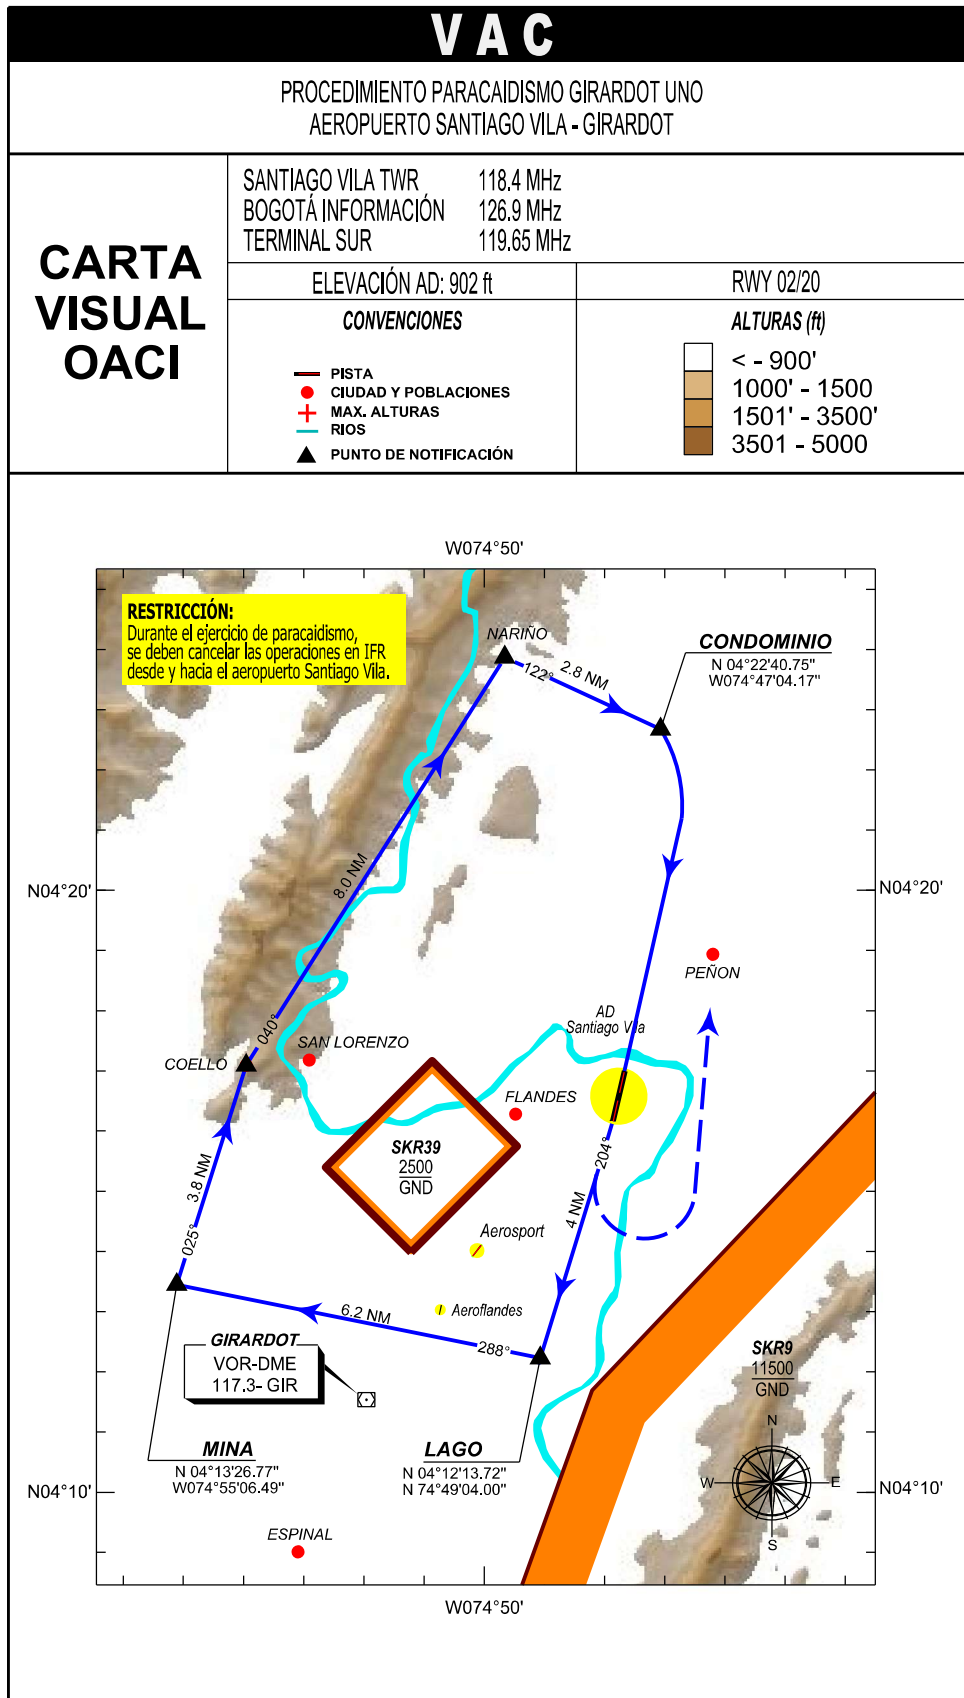 VAC
PROCEDIMIENTO PARACAIDISMO GIRARDOT UNO
AEROPUERTO SANTIAGO VILA - GIRARDOT
CARTA
VISUAL
OACI
SANTIAGO VILA TWR 118.4 MHz
BOGOTÁ INFORMACIÓN 126.9 MHz
TERMINAL SUR 119.65 MHz
ELEVACIÓN AD: 902 ft
RWY 02/20
CONVENCIONES
PISTA
CIUDAD Y POBLACIONES
MAX. ALTURAS
RIOS
PUNTO DE NOTIFICACIÓN
ALTURAS (ft)
< - 900'
1000' - 1500
1501' - 3500'
3501 - 5000
W074°50'
RESTRICCIÓN:
Durante el ejercicio de paracaidismo,
se deben cancelar las operaciones en IFR
desde y hacia el aeropuerto Santiago Vila.
NARIÑO
122°
2.8 NM
CONDOMINIO
N 04°22'40.75"
W074°47'04.17"
8.0 NM
N04°20'
N04°20'
PEÑON
AD
Santiago Vila
040°
SAN LORENZO
COELLO
FLANDES
SKR39
2500
GND
204°
3.8 NM
4 NM
025°
Aerosport
6.2 NM
Aeroflandes
288°
GIRARDOT
VOR-DME
117.3- GIR
SKR9
11500
GND
MINA
N 04°13'26.77"
W074°55'06.49"
LAGO
N 04°12'13.72"
N 74°49'04.00"
N
W
E
S
N04°10'
N04°10'
ESPINAL
W074°50'